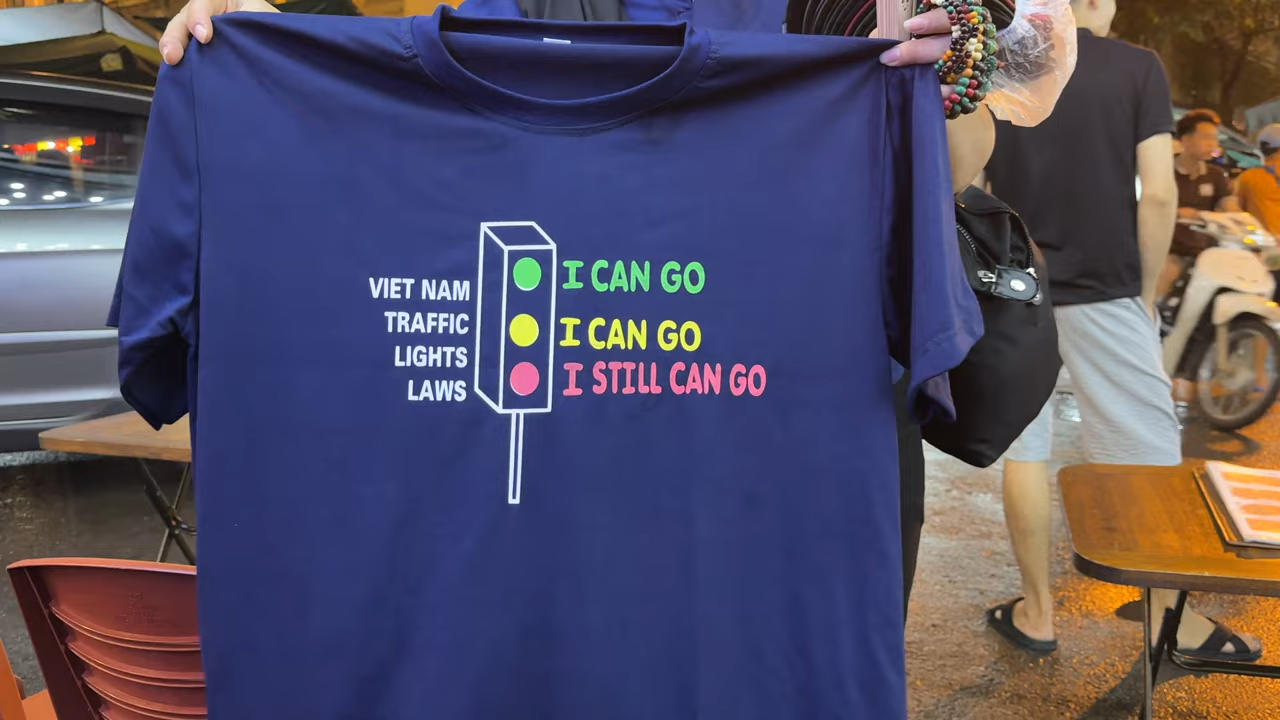 VIET NAM
TRAFFIC
LIGHTS
LAWS
I CAN GO
I CAN GO
I STILL CAN GO